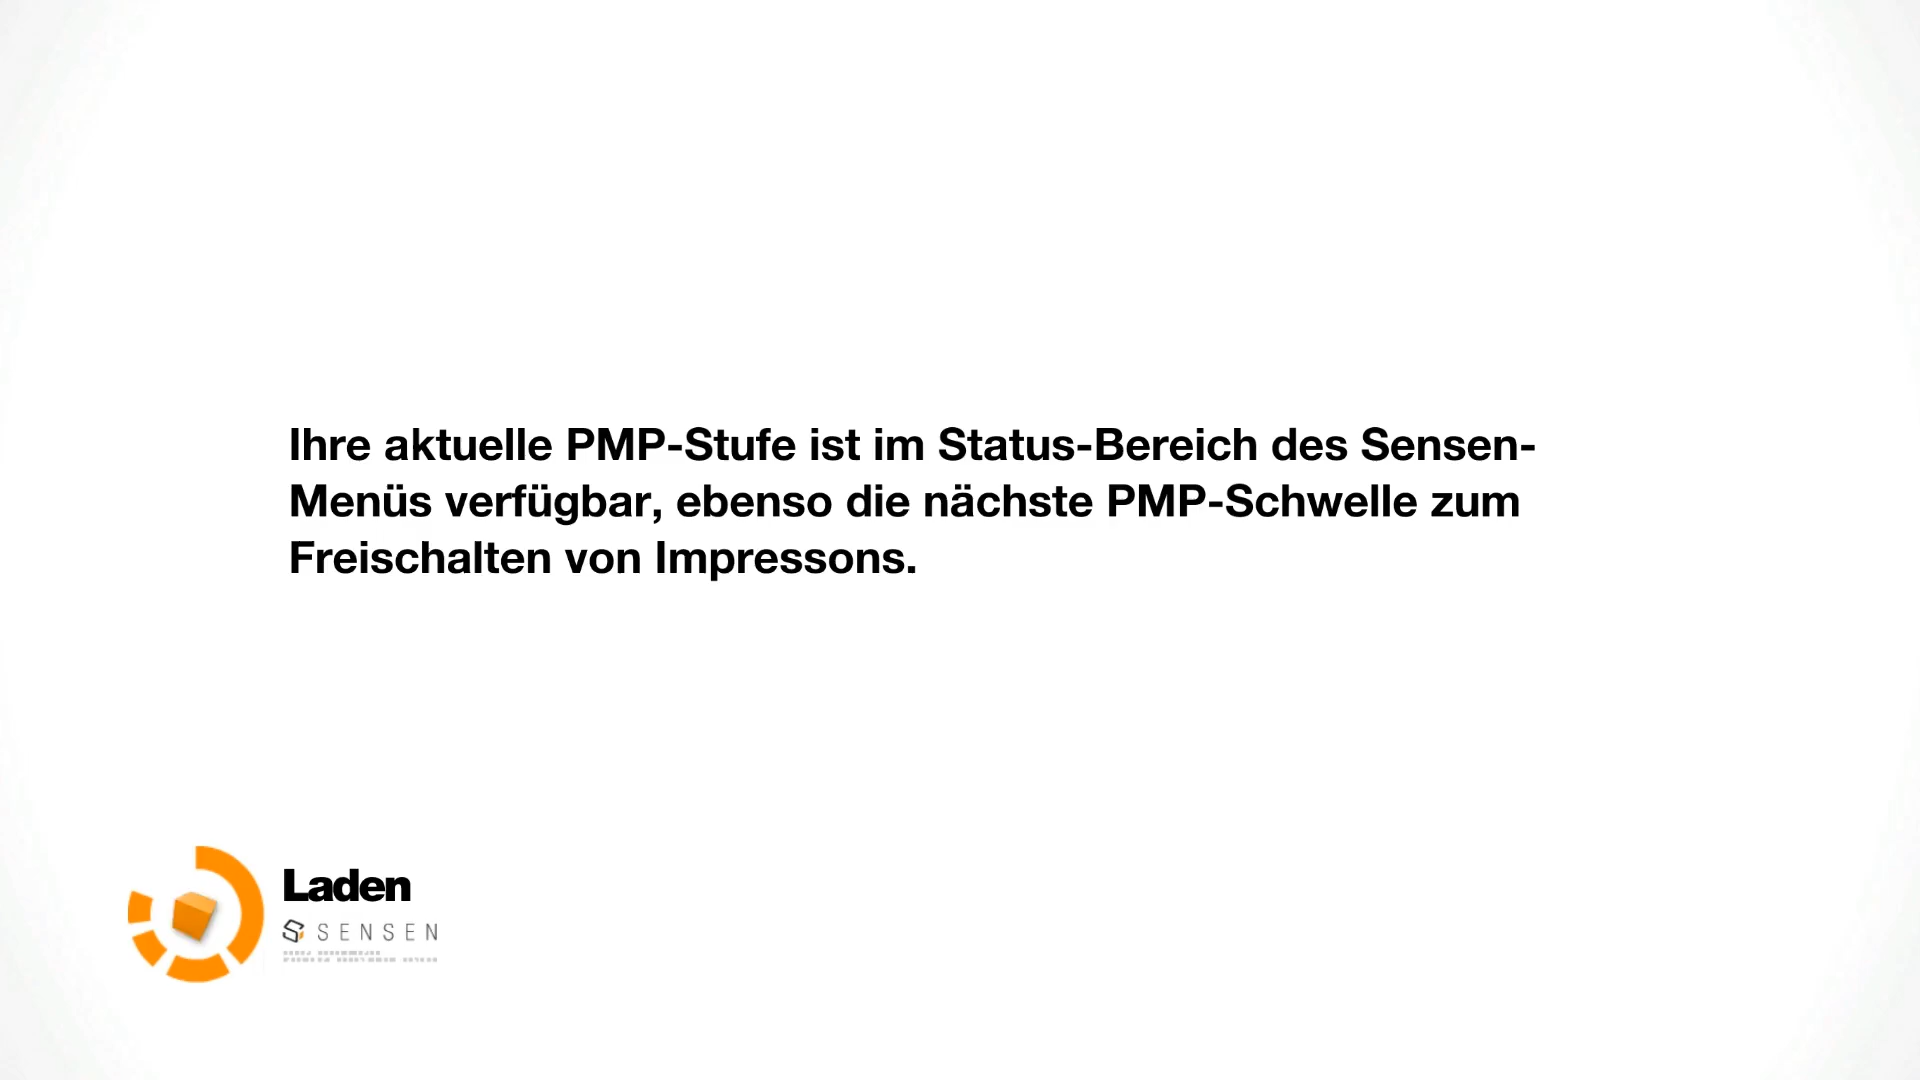 Ihre aktuelle PMP-Stufe ist im Status-Bereich des Sensen-
Menüs verfügbar, ebenso die nächste PMP-Schwelle zum
Freischalten von Impressons.
Laden
SENSEN